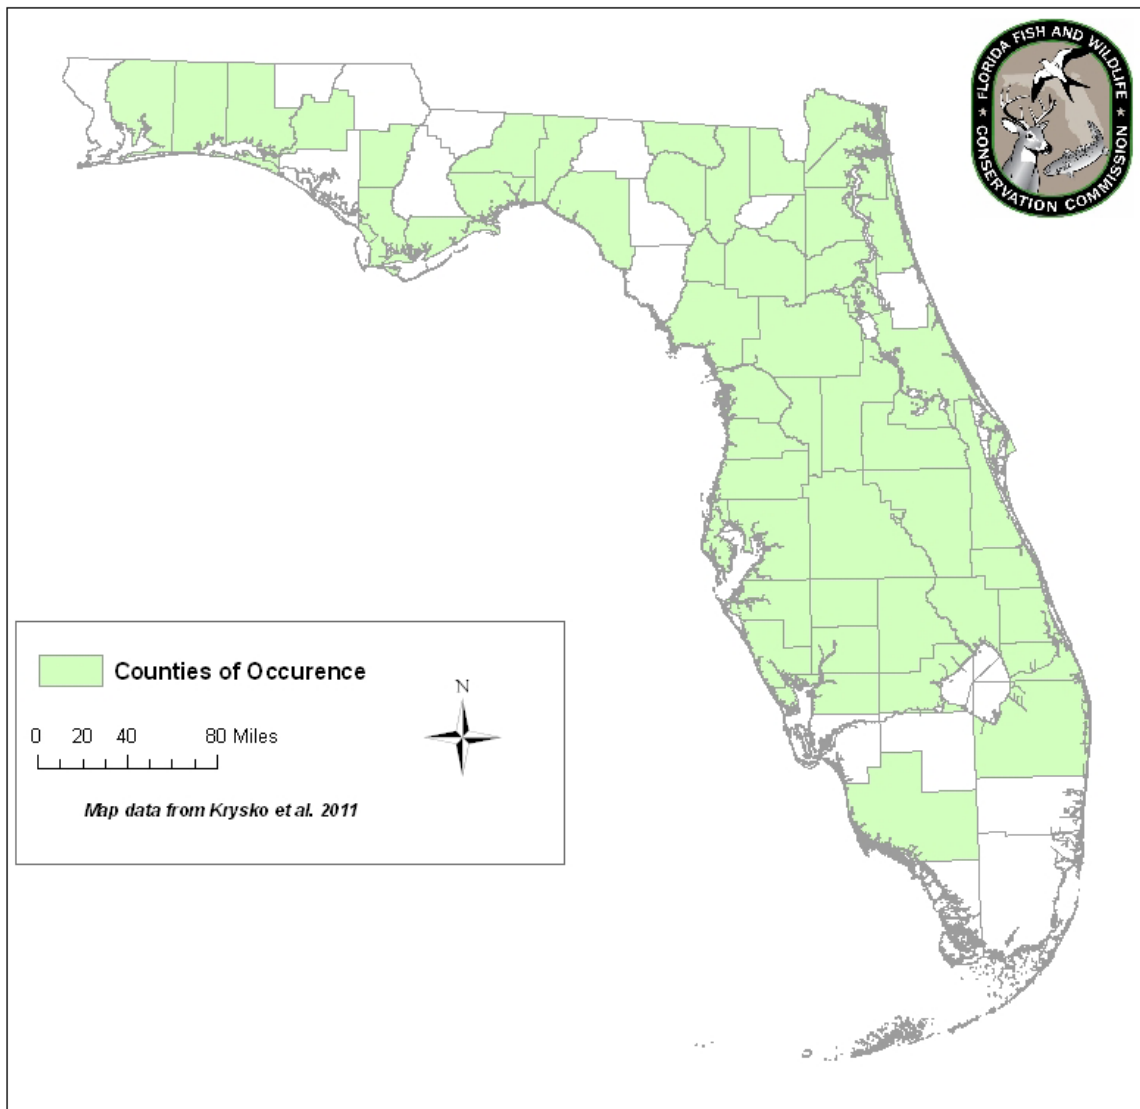 FLORIDA FISH AND WILDLIFE
CONSERVATION COMMISSION
Counties of Occurence
N
0 20 40 80 Miles
Map data from Krysko et al. 2011